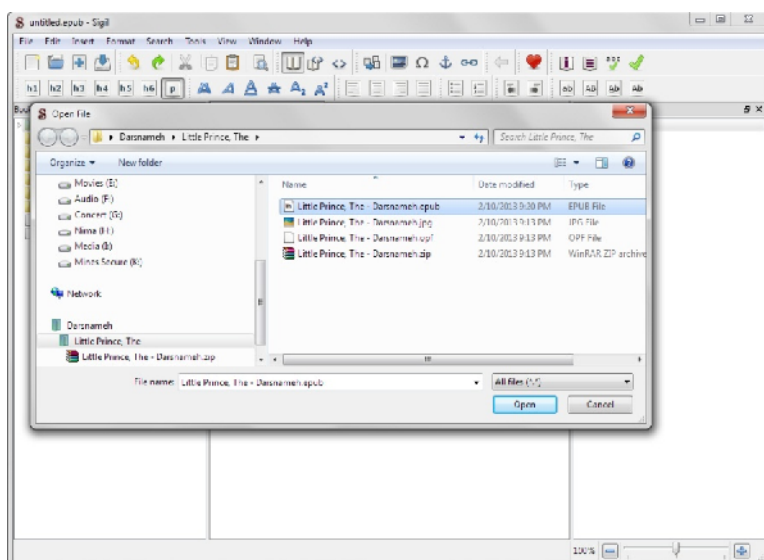 untitled.epub - Sigil
File Edit Insert Format Search Tools View Window Help
h1 h2 h3 h4 h5 h6 p
Open File
Darsnameh Little Prince, The
Search Little Prince, The
Organize New folder
Name Date modified Type
Movies (E:)
Audio (F:)
Concert (G:)
Nima (H:)
Media (I:)
Mines Secure (K:)
Network
Darsnameh
Little Prince, The
Little Prince, The - Darsnameh.zip
Little Prince, The - Darsnameh.epub 2/10/2013 9:20 PM EPUB File
Little Prince, The - Darsnameh.jpg 2/10/2013 9:13 PM JPG File
Little Prince, The - Darsnameh.opf 2/10/2013 9:13 PM OPF File
Little Prince, The - Darsnameh.zip 2/10/2013 9:13 PM WinRAR ZIP archive
File name: Little Prince, The - Darsnameh.epub
All files (*.*)
Open Cancel
100%